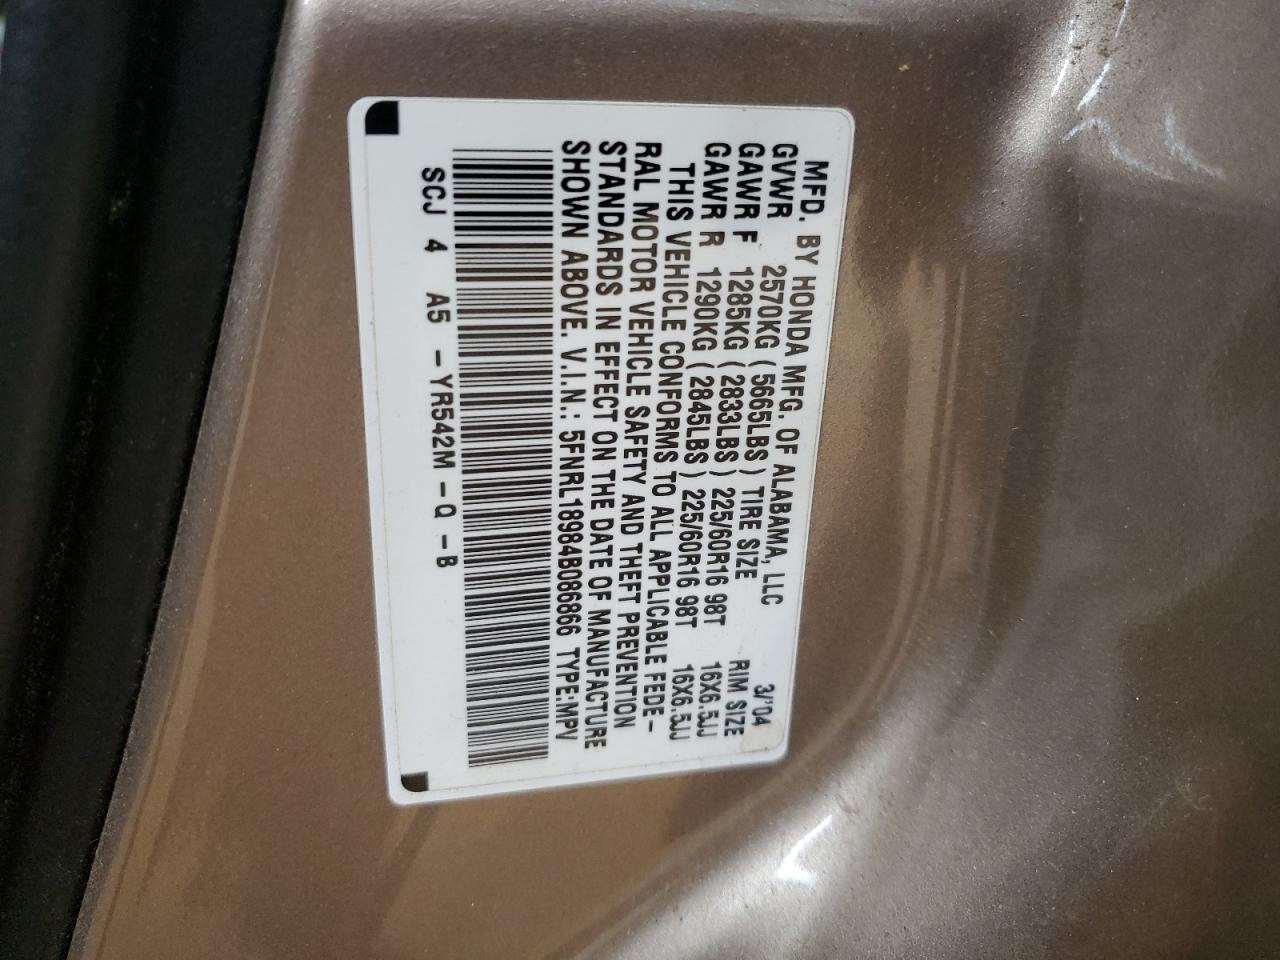 MFD. BY HONDA MFG. OF ALABAMA, LLC 3/'04
GVWR 2570KG (5665LBS) TIRE SIZE RIM SIZE
GAWR F 1285KG (2833LBS) 225/60R16 98T 16X6.5JJ
GAWR R 1290KG (2845LBS) 225/60R16 98T 16X6.5JJ
THIS VEHICLE CONFORMS TO ALL APPLICABLE FEDE-
RAL MOTOR VEHICLE SAFETY AND THEFT PREVENTION
STANDARDS IN EFFECT ON THE DATE OF MANUFACTURE
SHOWN ABOVE. V.I.N.: 5FNRL18984B086866 TYPE:MPV
SCJ 4 A5 -YR542M-Q -B